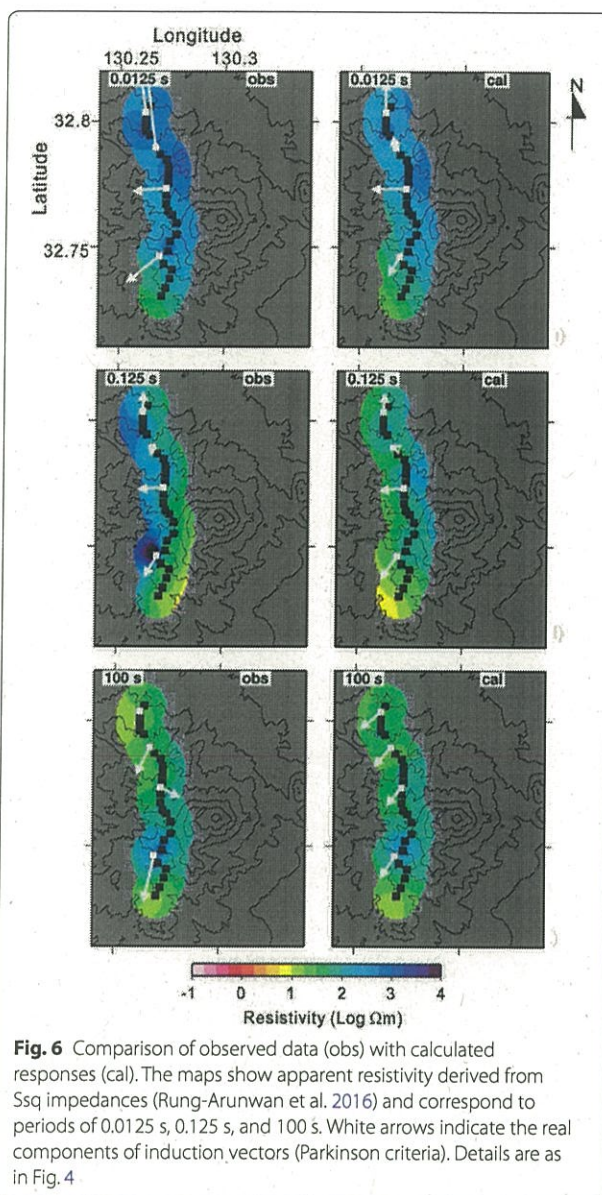 Longitude
130.25 130.3
0.0125 s obs
0.0125 s cal
N
32.8
Latitude
32.75
0.125 s obs
0.125 s cal
100 s obs
100 s cal
-1 0 1 2 3 4
Resistivity (Log Ωm)
Fig. 6 Comparison of observed data (obs) with calculated
responses (cal). The maps show apparent resistivity derived from
Ssq impedances (Rung-Arunwan et al. 2016) and correspond to
periods of 0.0125 s, 0.125 s, and 100 s. White arrows indicate the real
components of induction vectors (Parkinson criteria). Details are as
in Fig. 4